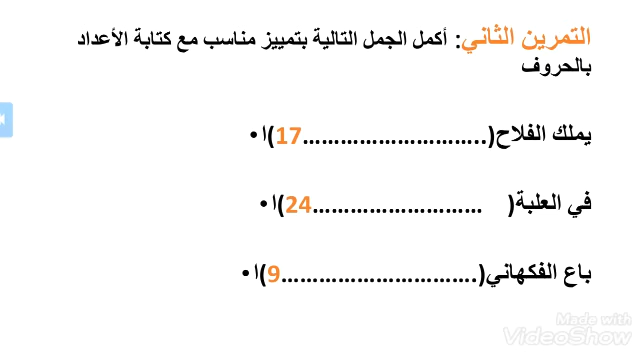 التمرين الثاني: أكمل الجمل التالية بتمييز مناسب مع كتابة الأعداد
بالحروف
يملك الفلاح(...........................17)ا •
في العلبة( ........................24)ا •
باع الفكهاني(..............................9)ا •
Made with
VideoShow